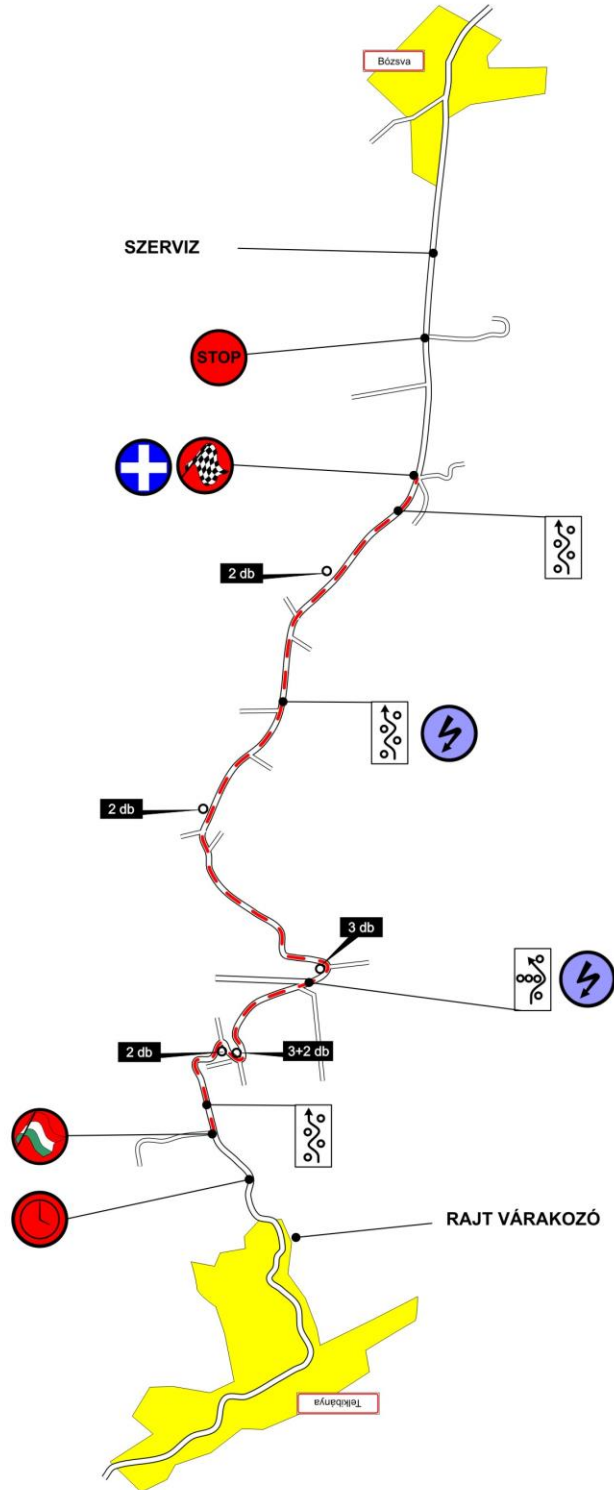 Bózsva
SZERVIZ
STOP
2 db
2 db
3 db
2 db
3+2 db
RAJT VÁRAKOZÓ
Telkibánya